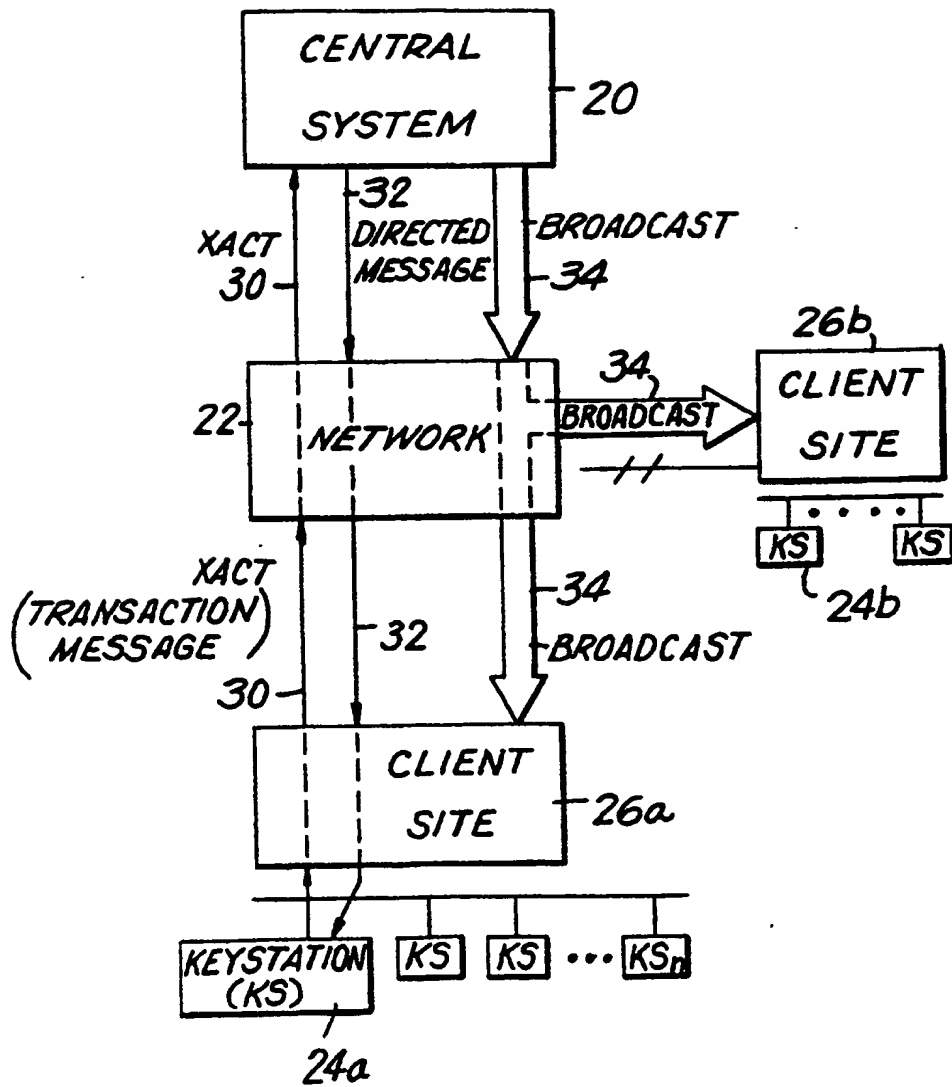 CENTRAL
SYSTEM
20
32
DIRECTED
MESSAGE
XACT
30
BROADCAST
34
26b
CLIENT
SITE
34
BROADCAST
22
NETWORK
KS
KS
24b
XACT
(TRANSACTION
MESSAGE)
30
32
34
BROADCAST
CLIENT
SITE
26a
KEYSTATION
(KS)
KS
KS
KSn
24a